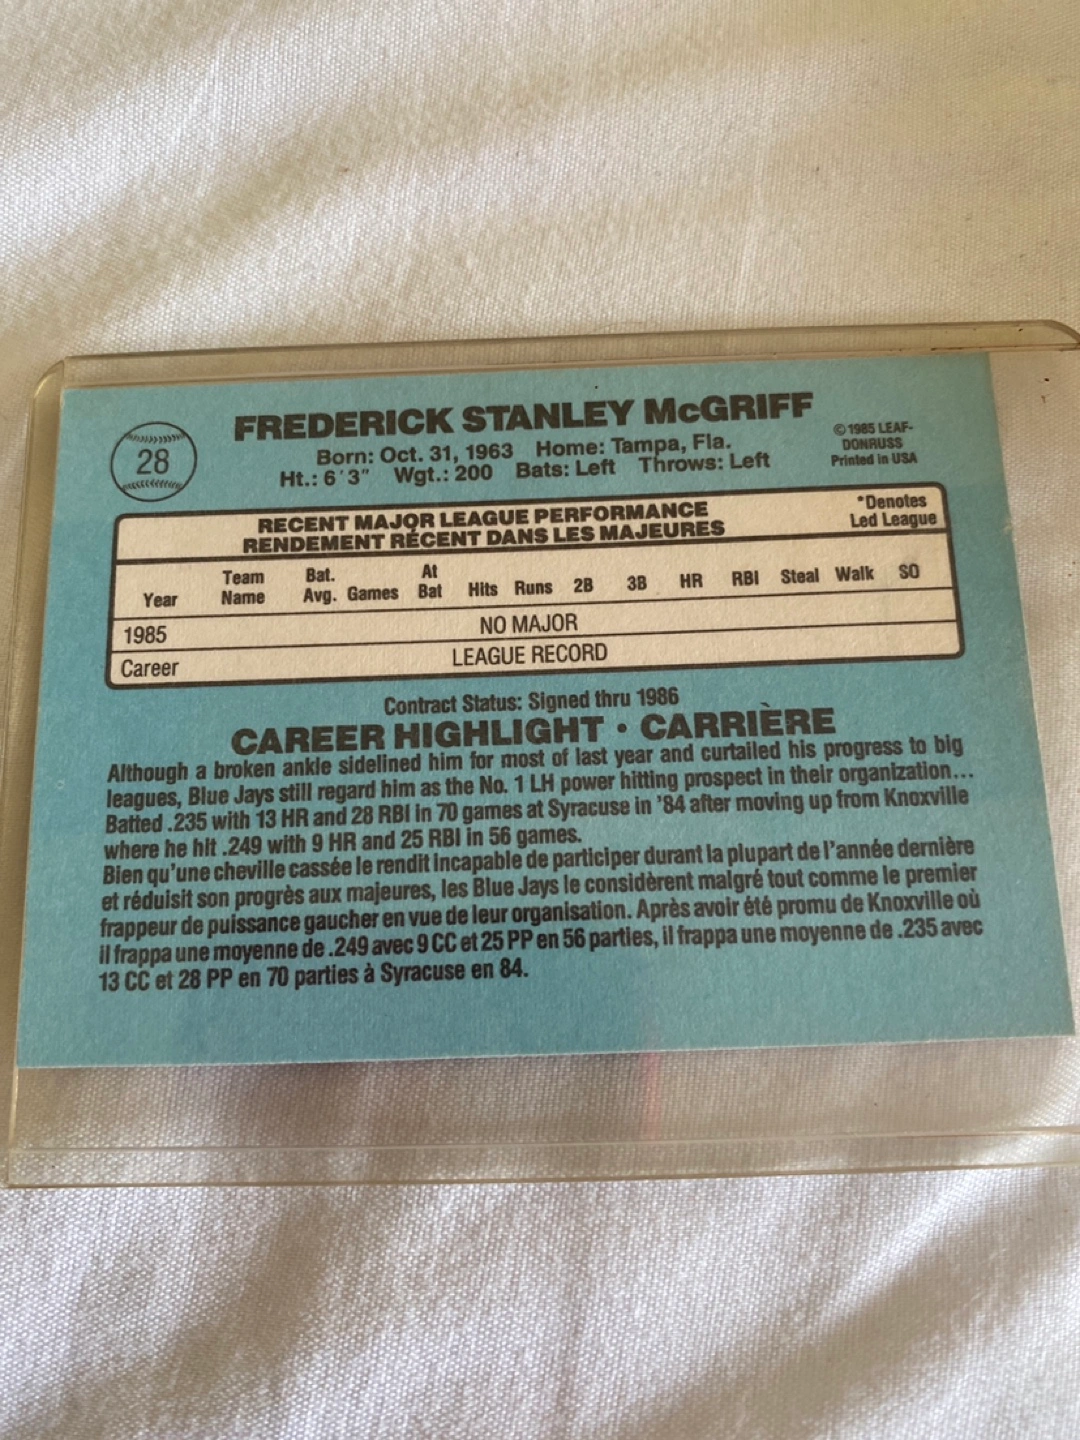 28
FREDERICK STANLEY McGRIFF
Born: Oct. 31, 1963 Home: Tampa, Fla.
Ht.: 6'3" Wgt.: 200 Bats: Left Throws: Left
© 1985 LEAF-
DONRUSS
Printed in USA
RECENT MAJOR LEAGUE PERFORMANCE
RENDEMENT RÉCENT DANS LES MAJEURES
*Denotes
Led League
Year Team Name Bat. Avg. Games At Bat Hits Runs 2B 3B HR RBI Steal Walk SO
1985 NO MAJOR
Career LEAGUE RECORD
Contract Status: Signed thru 1986
CAREER HIGHLIGHT • CARRIÈRE
Although a broken ankle sidelined him for most of last year and curtailed his progress to big
leagues, Blue Jays still regard him as the No. 1 LH power hitting prospect in their organization...
Batted .235 with 13 HR and 28 RBI in 70 games at Syracuse in '84 after moving up from Knoxville
where he hit .249 with 9 HR and 25 RBI in 56 games.
Bien qu'une cheville cassée le rendit incapable de participer durant la plupart de l'année dernière
et réduisit son progrès aux majeures, les Blue Jays le considèrent malgré tout comme le premier
frappeur de puissance gaucher en vue de leur organisation. Après avoir été promu de Knoxville où
il frappa une moyenne de .249 avec 9 CC et 25 PP en 56 parties, il frappa une moyenne de .235 avec
13 CC et 28 PP en 70 parties à Syracuse en 84.